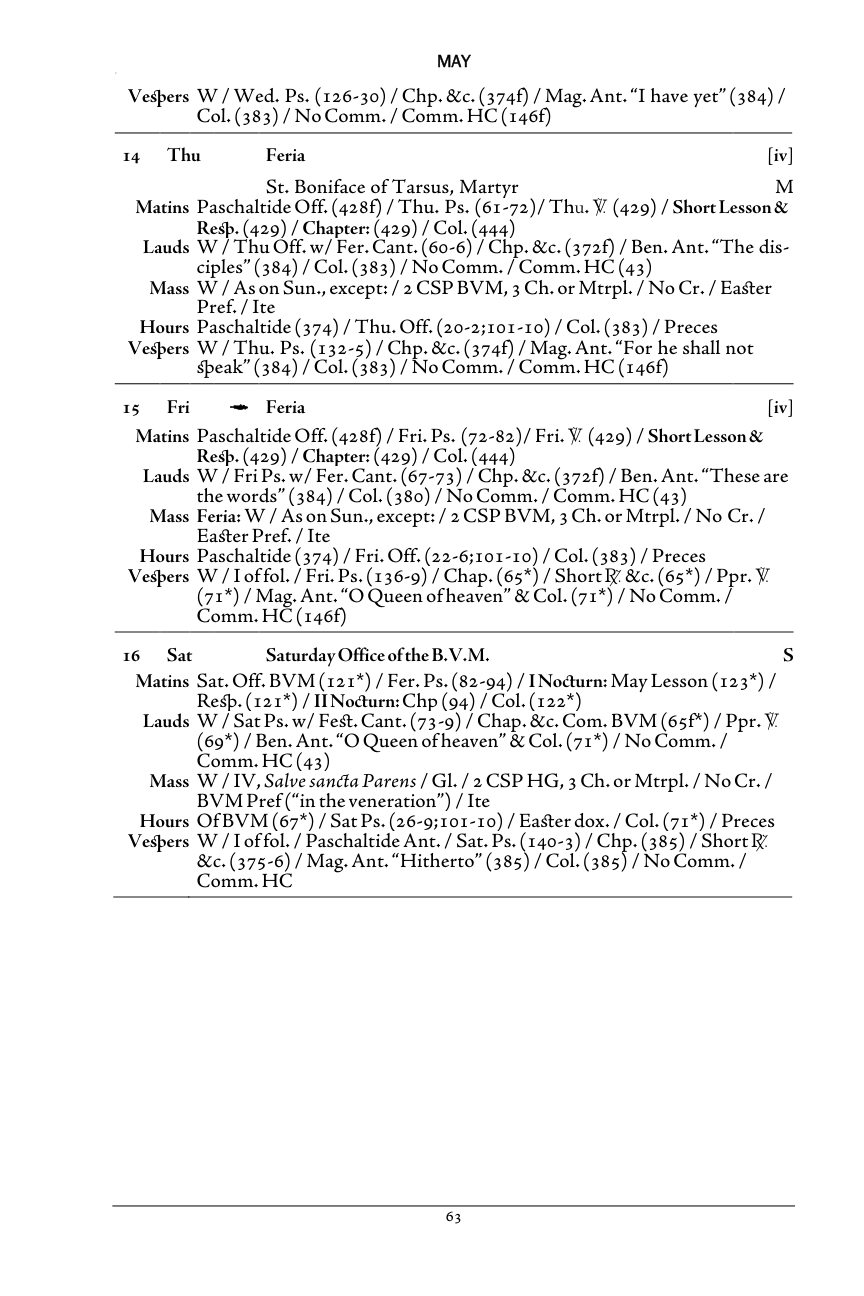 MAY
Vespers W / Wed. Ps. (126-30) / Chp. &c. (374f) / Mag. Ant. “I have yet” (384) /
Col. (383) / No Comm. / Comm. HC (146f)
14 Thu Feria [iv]
St. Boniface of Tarsus, Martyr M
Matins Paschaltide Off. (428f) / Thu. Ps. (61-72)/ Thu. ℣ (429) / Short Lesson &
Resp. (429) / Chapter: (429) / Col. (444)
Lauds W / Thu Off. w/ Fer. Cant. (60-6) / Chp. &c. (372f) / Ben. Ant. “The dis-
ciples” (384) / Col. (383) / No Comm. / Comm. HC (43)
Mass W / As on Sun., except: / 2 CSP BVM, 3 Ch. or Mtrpl. / No Cr. / Easter
Pref. / Ite
Hours Paschaltide (374) / Thu. Off. (20-2;101-10) / Col. (383) / Preces
Vespers W / Thu. Ps. (132-5) / Chp. &c. (374f) / Mag. Ant. “For he shall not
speak” (384) / Col. (383) / No Comm. / Comm. HC (146f)
15 Fri Feria [iv]
Matins Paschaltide Off. (428f) / Fri. Ps. (72-82)/ Fri. ℣ (429) / Short Lesson &
Resp. (429) / Chapter: (429) / Col. (444)
Lauds W / Fri Ps. w/ Fer. Cant. (67-73) / Chp. &c. (372f) / Ben. Ant. “These are
the words” (384) / Col. (380) / No Comm. / Comm. HC (43)
Mass Feria: W / As on Sun., except: / 2 CSP BVM, 3 Ch. or Mtrpl. / No Cr. /
Easter Pref. / Ite
Hours Paschaltide (374) / Fri. Off. (22-6;101-10) / Col. (383) / Preces
Vespers W / I of fol. / Fri. Ps. (136-9) / Chap. (65*) / Short ℟ &c. (65*) / Ppr. ℣
(71*) / Mag. Ant. “O Queen of heaven” & Col. (71*) / No Comm. /
Comm. HC (146f)
16 Sat Saturday Office of the B.V.M. S
Matins Sat. Off. BVM (121*) / Fer. Ps. (82-94) / I Nocturn: May Lesson (123*) /
Resp. (121*) / II Nocturn: Chp (94) / Col. (122*)
Lauds W / Sat Ps. w/ Fest. Cant. (73-9) / Chap. &c. Com. BVM (65f*) / Ppr. ℣
(69*) / Ben. Ant. “O Queen of heaven” & Col. (71*) / No Comm. /
Comm. HC (43)
Mass W / IV, Salve sancta Parens / Gl. / 2 CSP HG, 3 Ch. or Mtrpl. / No Cr. /
BVM Pref (“in the veneration”) / Ite
Hours Of BVM (67*) / Sat Ps. (26-9;101-10) / Easter dox. / Col. (71*) / Preces
Vespers W / I of fol. / Paschaltide Ant. / Sat. Ps. (140-3) / Chp. (385) / Short ℟
&c. (375-6) / Mag. Ant. “Hitherto” (385) / Col. (385) / No Comm. /
Comm. HC
63